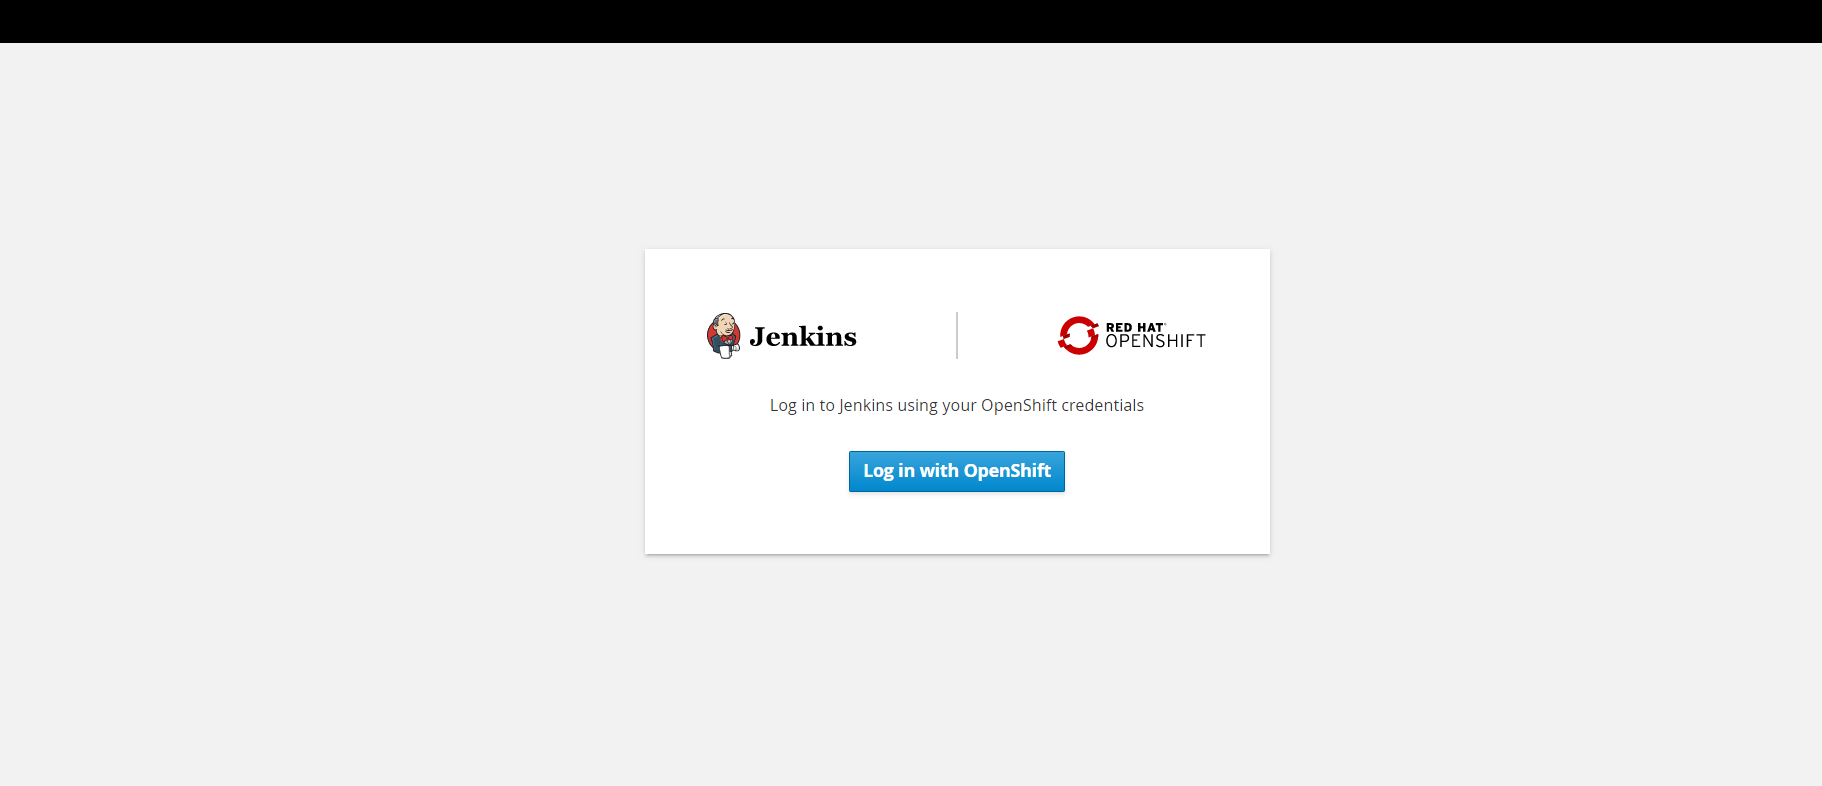 Jenkins
RED HAT
OPENSHIFT
Log in to Jenkins using your OpenShift credentials
Log in with OpenShift